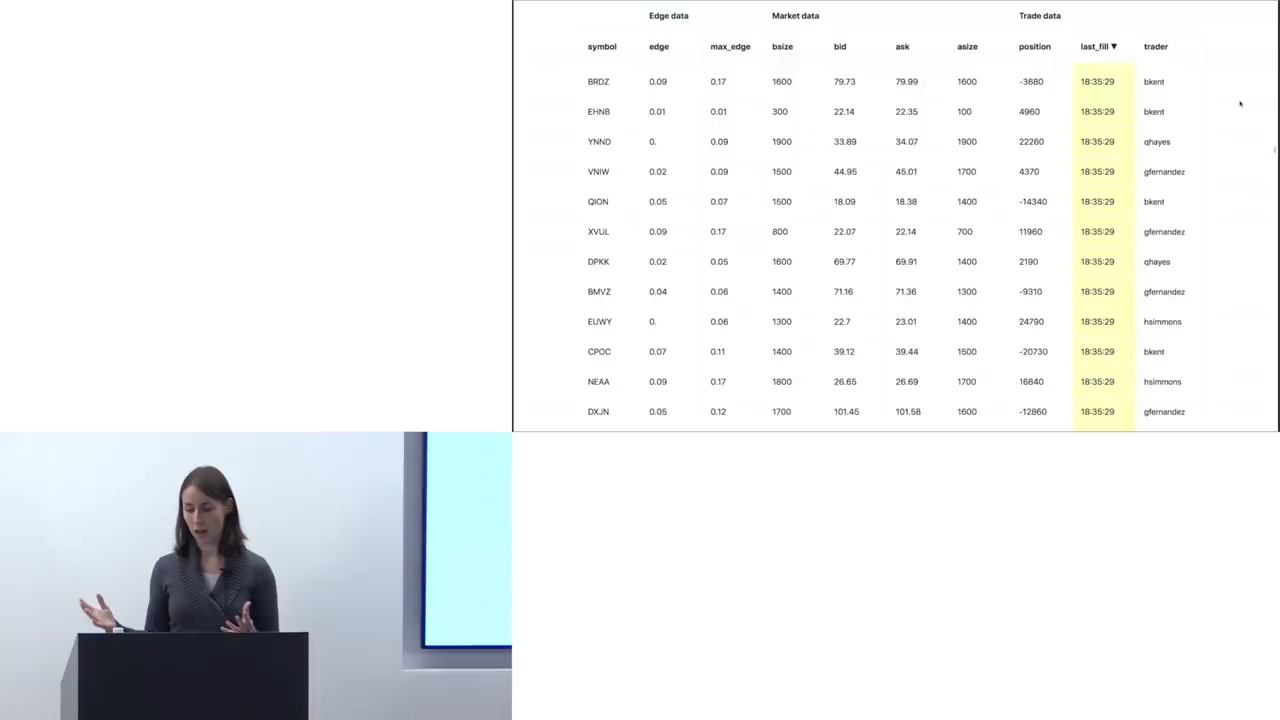 Edge data Market data Trade data
symbol edge max_edge bsize bid ask asize position last_fill ▼ trader
BRDZ 0.09 0.17 1600 79.73 79.99 1600 -3680 18:35:29 bkent
EHNB 0.01 0.01 300 22.14 22.35 100 4960 18:35:29 bkent
YNND 0. 0.09 1900 33.89 34.07 1900 22260 18:35:29 qhayes
VNIW 0.02 0.09 1500 44.95 45.01 1700 4370 18:35:29 gfernandez
QION 0.05 0.07 1500 18.09 18.38 1400 -14340 18:35:29 bkent
XVUL 0.09 0.17 800 22.07 22.14 700 11960 18:35:29 gfernandez
DPKK 0.02 0.05 1600 69.77 69.91 1400 2190 18:35:29 qhayes
BMVZ 0.04 0.06 1400 71.16 71.36 1300 -9310 18:35:29 gfernandez
EUWY 0. 0.06 1300 22.7 23.01 1400 24790 18:35:29 hsimmons
CPOC 0.07 0.11 1400 39.12 39.44 1500 -20730 18:35:29 bkent
NEAA 0.09 0.17 1800 26.65 26.69 1700 16840 18:35:29 hsimmons
DXJN 0.05 0.12 1700 101.45 101.58 1600 -12860 18:35:29 gfernandez